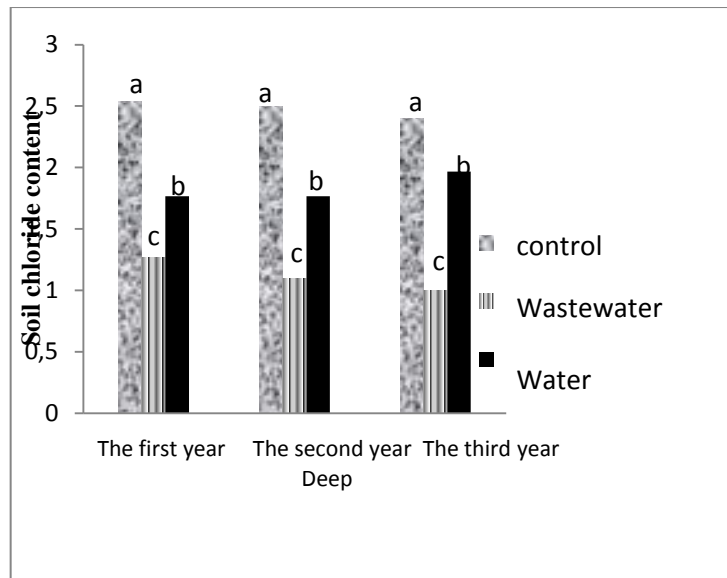 3
2,5
2
1,5
1
0,5
0
Soil chloride content
a
a
a
b
b
b
c
c
c
control
Wastewater
Water
The first year The second year The third year
Deep